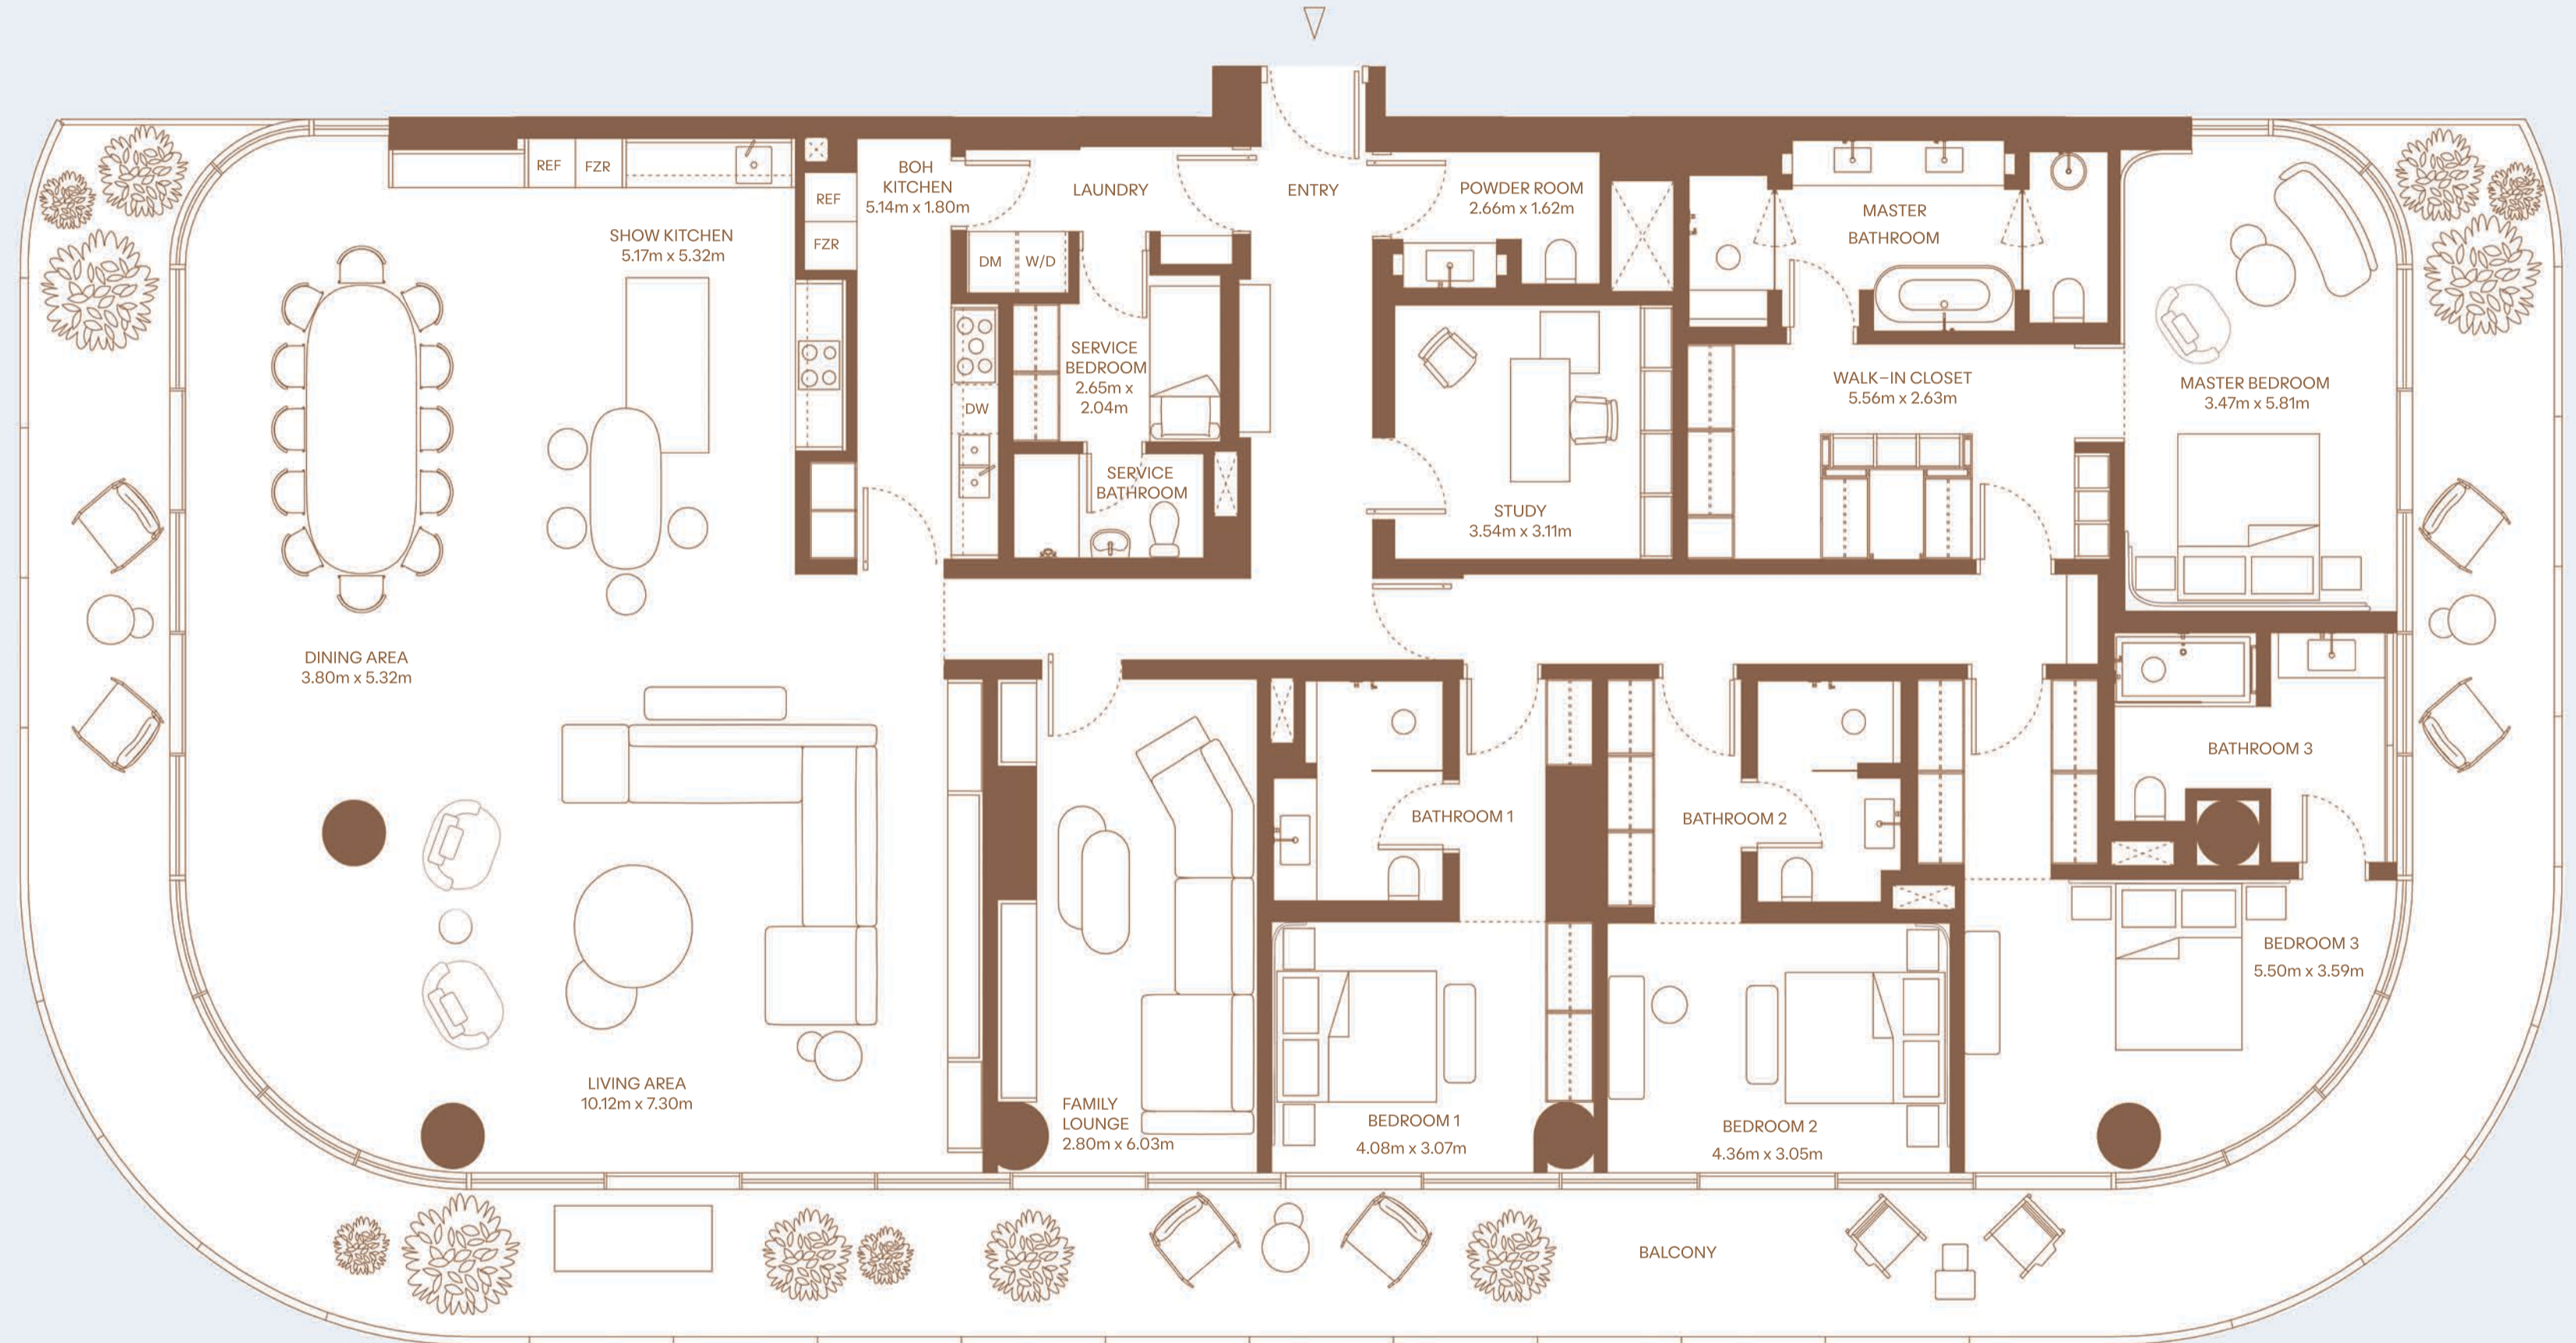 REF
FZR
SHOW KITCHEN
5.17m x 5.32m
REF
FZR
BOH
KITCHEN
5.14m x 1.80m
LAUNDRY
DM
W/D
DW
SERVICE
BEDROOM
2.65m x
2.04m
SERVICE
BATHROOM
ENTRY
POWDER ROOM
2.66m x 1.62m
STUDY
3.54m x 3.11m
MASTER
BATHROOM
WALK-IN CLOSET
5.56m x 2.63m
MASTER BEDROOM
3.47m x 5.81m
DINING AREA
3.80m x 5.32m
LIVING AREA
10.12m x 7.30m
FAMILY
LOUNGE
2.80m x 6.03m
BATHROOM 1
BEDROOM 1
4.08m x 3.07m
BATHROOM 2
BEDROOM 2
4.36m x 3.05m
BATHROOM 3
BEDROOM 3
5.50m x 3.59m
BALCONY